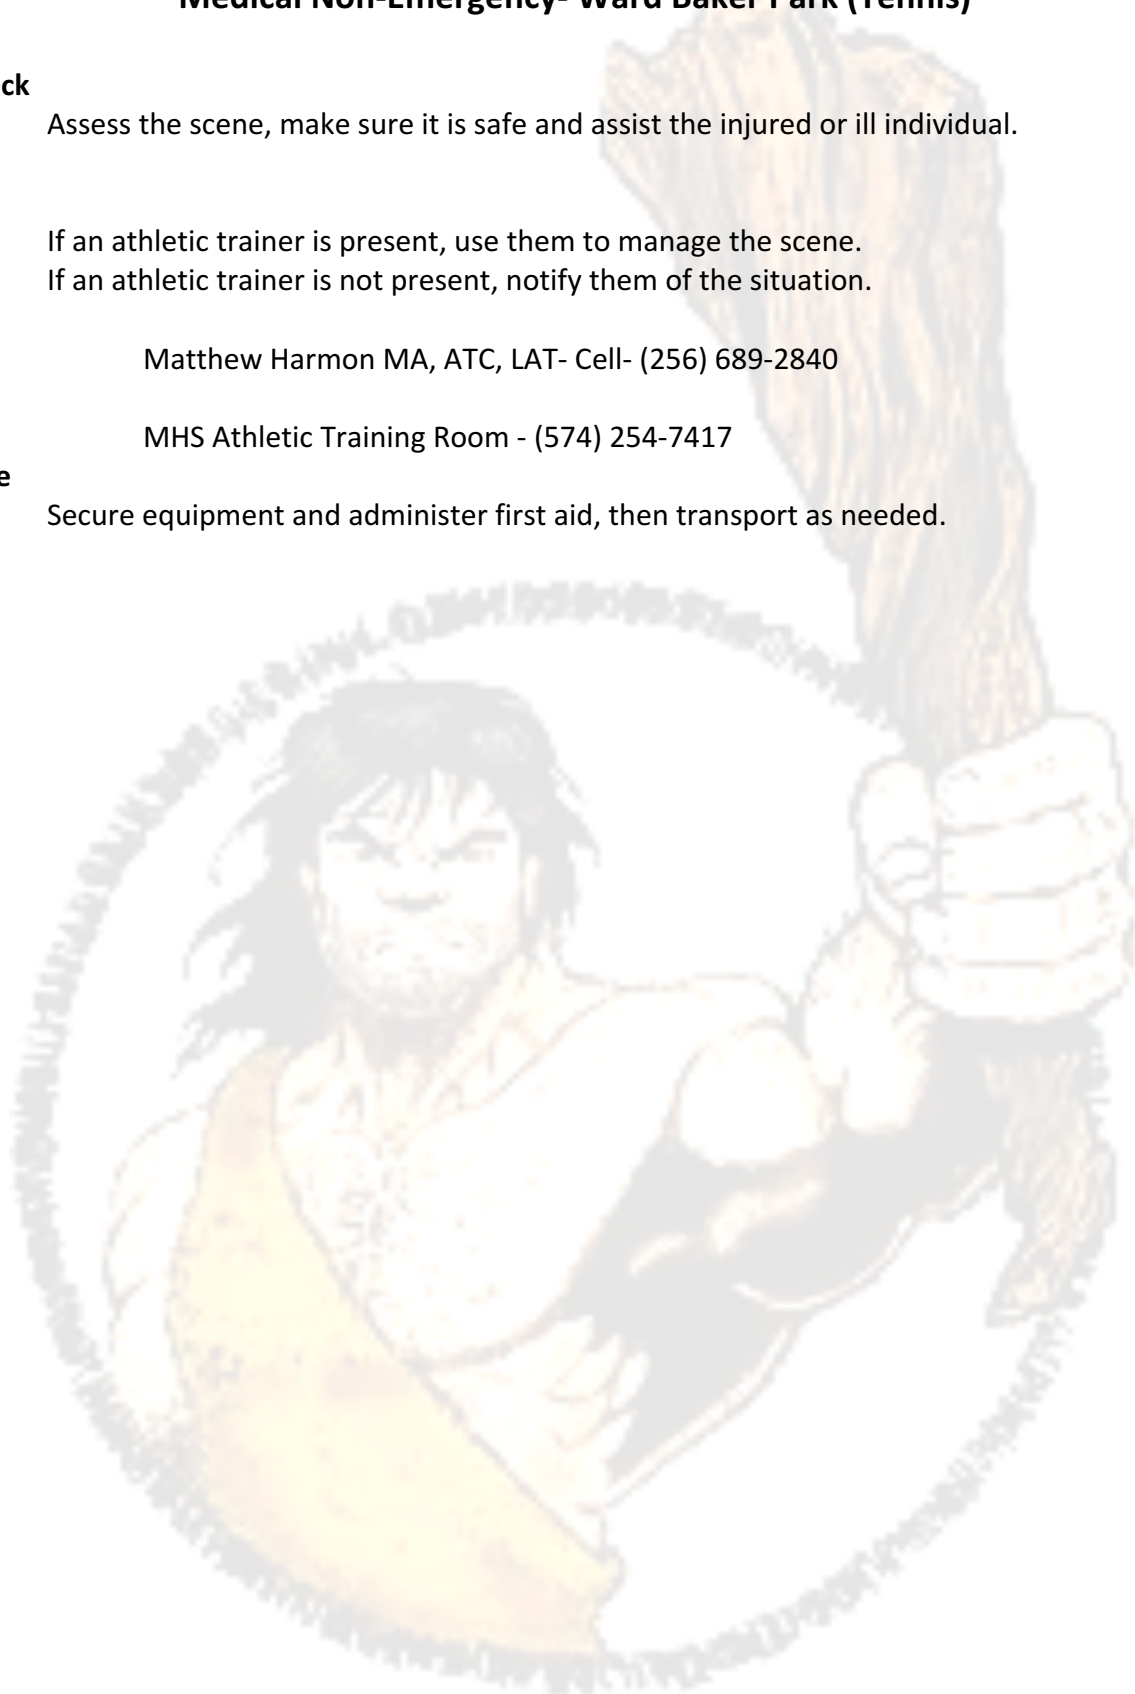 Medical Non-Emergency- Ward Baker Park (Tennis)
ck
Assess the scene, make sure it is safe and assist the injured or ill individual.
If an athletic trainer is present, use them to manage the scene.
If an athletic trainer is not present, notify them of the situation.
Matthew Harmon MA, ATC, LAT- Cell- (256) 689-2840
MHS Athletic Training Room - (574) 254-7417
e
Secure equipment and administer first aid, then transport as needed.